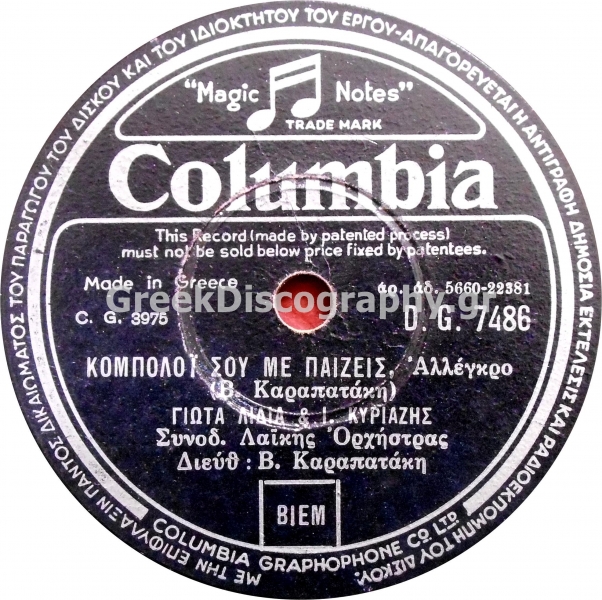 ΜΕ ΤΗΝ ΕΠΙΦΥΛΑΞΙΝ ΠΑΝΤΟΣ ΔΙΚΑΙΩΜΑΤΟΣ ΤΟΥ ΠΑΡΑΓΩΓΟΥ ΤΟΥ ΔΙΣΚΟΥ ΚΑΙ ΤΟΥ ΙΔΙΟΚΤΗΤΟΥ ΤΟΥ ΕΡΓΟΥ-ΑΠΑΓΟΡΕΥΕΤΑΙ Η ΑΝΤΙΓΡΑΦΗ ΔΗΜΟΣΙΑ ΕΚΤΕΛΕΣΙΣ ΚΑΙ ΡΑΔΙΟΕΚΠΟΜΠΗ ΤΟΥ ΔΙΣΚΟΥ.
"Magic Notes"
TRADE MARK
Columbia
This Record (made by patented process)
must not be sold below price fixed by patentees.
Made in Greece
ἀρ. ἀδ. 5660-22381
GreekDiscography.gr
C. G. 3975
D. G. 7486
ΚΟΜΠΟΛΟΪ ΣΟΥ ΜΕ ΠΑΙΖΕΙΣ, Ἀλλέγκρο
(Β. Καραπατάκη)
ΓΙΩΤΑ ΛΙΔΙΑ & Ι. ΚΥΡΙΑΖΗΣ
Συνοδ. Λαϊκῆς Ὀρχήστρας
Διεύθ : Β. Καραπατάκη
BIEM
COLUMBIA GRAPHOPHONE CO LTD